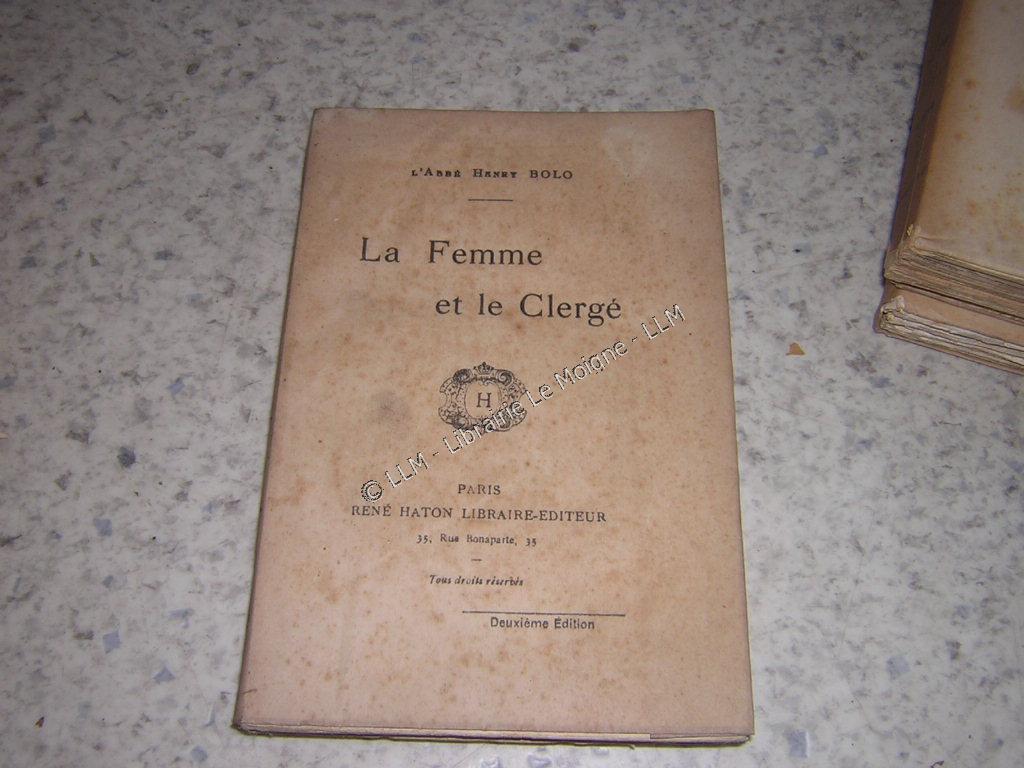 L'ABBÉ HENRY BOLO
La Femme
et le Clergé
H
© LLM - Librairie Le Moigne - LLM
PARIS
RENÉ HATON LIBRAIRE-EDITEUR
35, Rue Bonaparte, 35
Tous droits réservés
Deuxième Édition